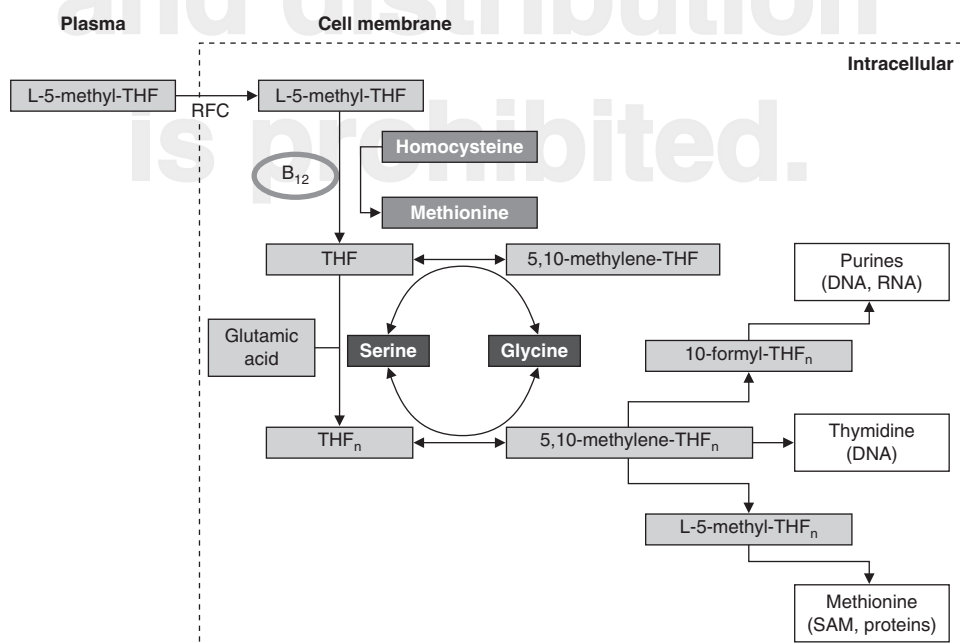 and distribution
Plasma
Cell membrane
Intracellular
L-5-methyl-THF
RFC
L-5-methyl-THF
is prohibited.
Homocysteine
B₁₂
Methionine
THF
5,10-methylene-THF
Purines
(DNA, RNA)
Glutamic
acid
Serine
Glycine
10-formyl-THFₙ
THFₙ
5,10-methylene-THFₙ
Thymidine
(DNA)
L-5-methyl-THFₙ
Methionine
(SAM, proteins)